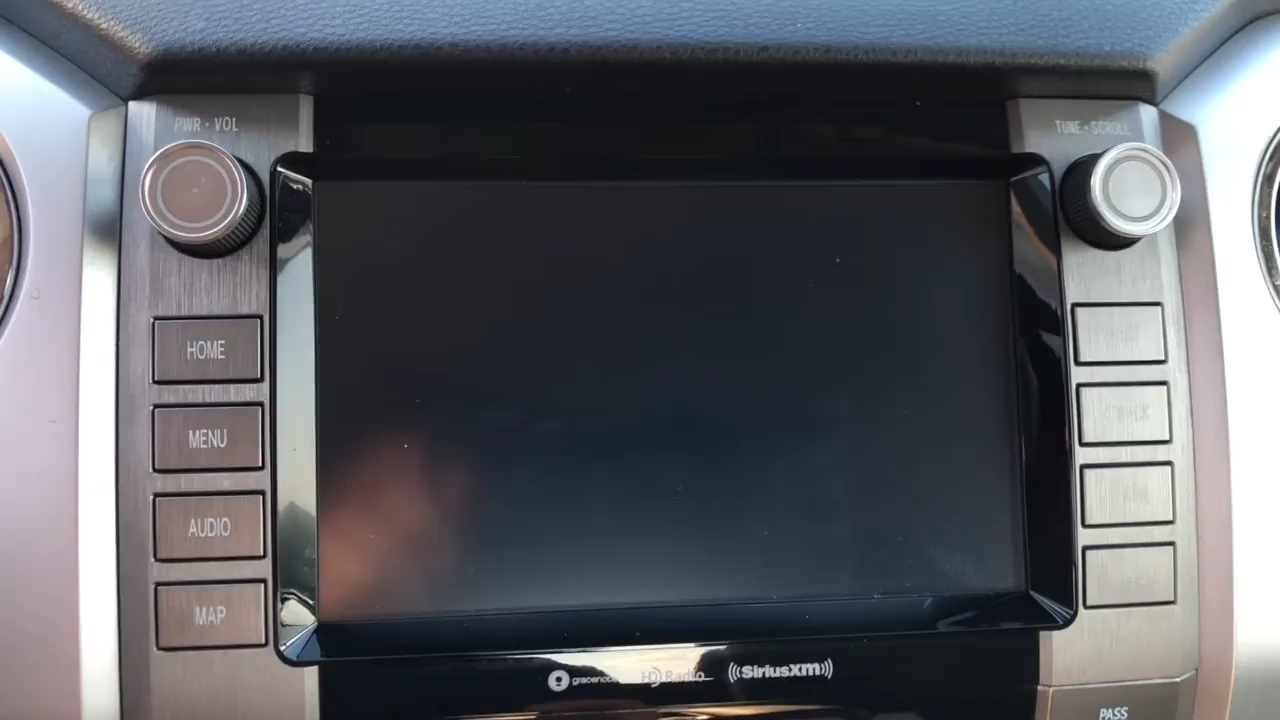 PWR • VOL
TUNE • SCROLL
HOME
MENU
AUDIO
MAP
gracenote
HD Radio
SiriusXM
PASS